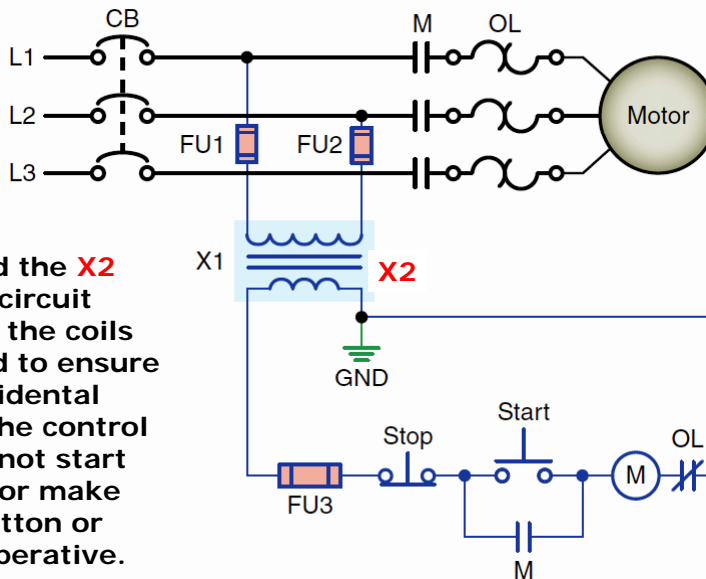 CB
M
OL
L1
L2
Motor
FU1
FU2
L3
X1
X2
d the X2
circuit
the coils
d to ensure
idental
he control
not start
or make
tton or
perative.
GND
Stop
Start
OL
M
FU3
M